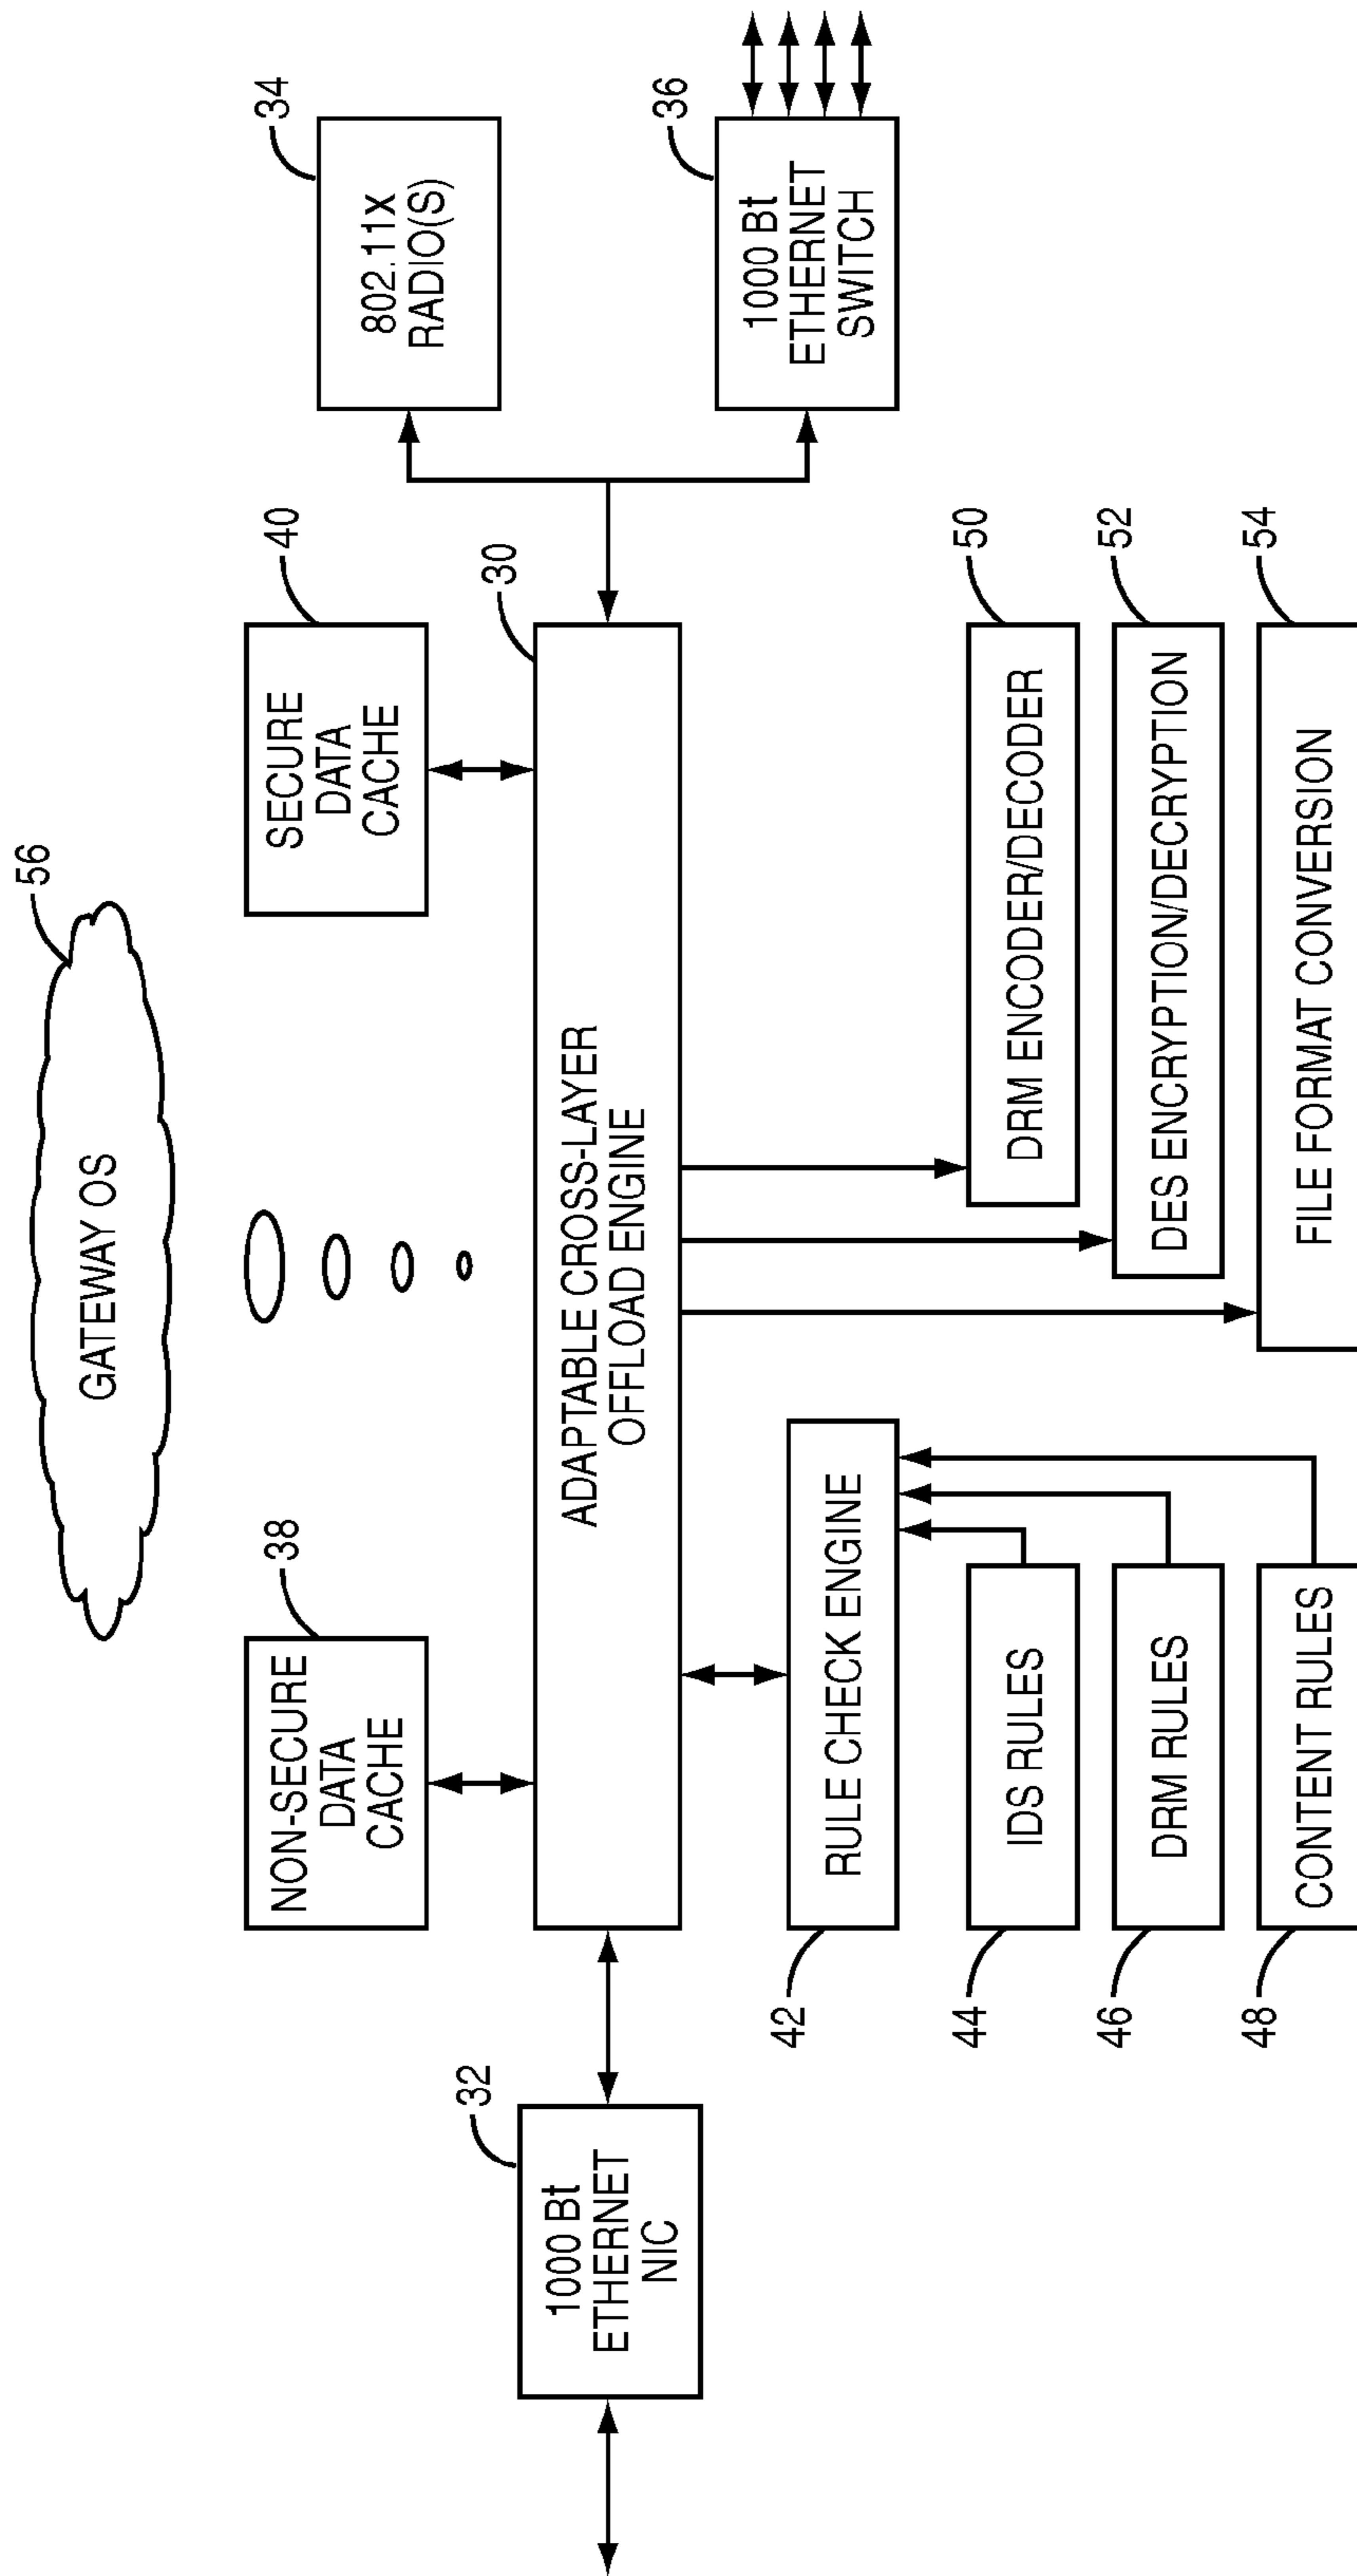 56
GATEWAY OS
38
NON-SECURE
DATA
CACHE
40
SECURE
DATA
CACHE
34
802.11x
RADIO(S)
32
1000 Bt
ETHERNET
NIC
30
ADAPTABLE CROSS-LAYER
OFFLOAD ENGINE
36
1000 Bt
ETHERNET
SWITCH
42
RULE CHECK ENGINE
44
IDS RULES
46
DRM RULES
48
CONTENT RULES
50
DRM ENCODER/DECODER
52
DES ENCRYPTION/DECRYPTION
54
FILE FORMAT CONVERSION